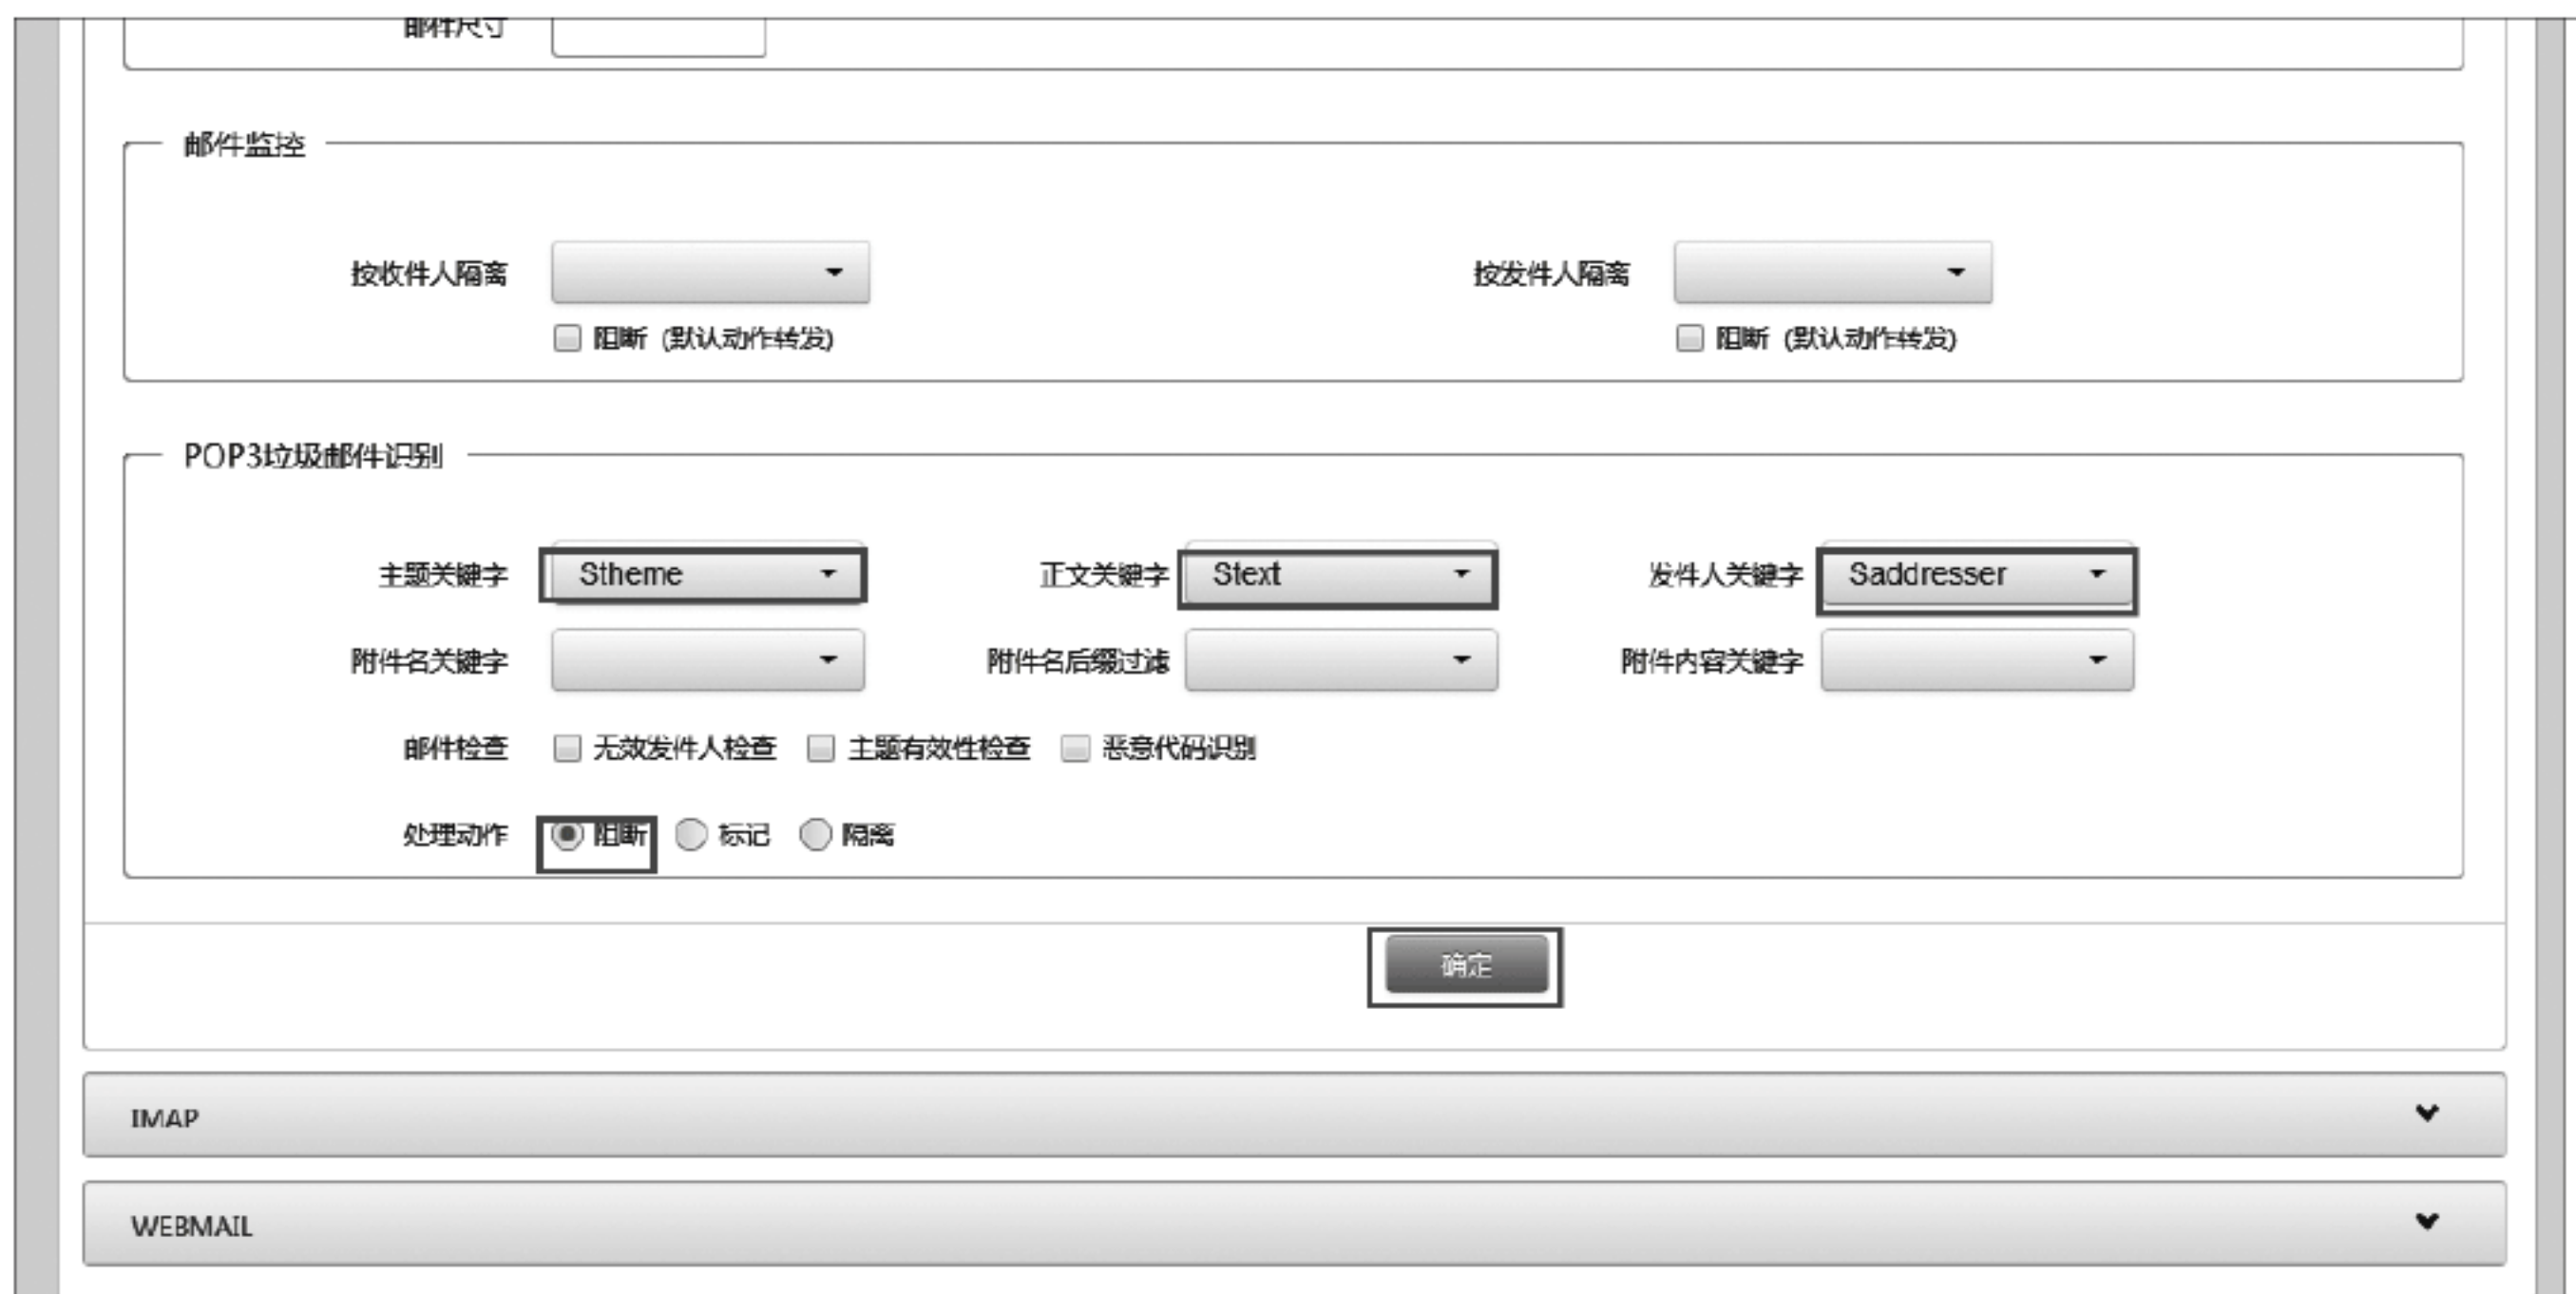 邮件尺寸
邮件监控
按收件人隔离 按发件人隔离
阻断 (默认动作转发) 阻断 (默认动作转发)
POP3垃圾邮件识别
主题关键字 Stheme 正文关键字 Stext 发件人关键字 Saddresser
附件名关键字 附件名后缀过滤 附件内容关键字
邮件检查 无效发件人检查 主题有效性检查 恶意代码识别
处理动作 阻断 标记 隔离
确定
IMAP
WEBMAIL